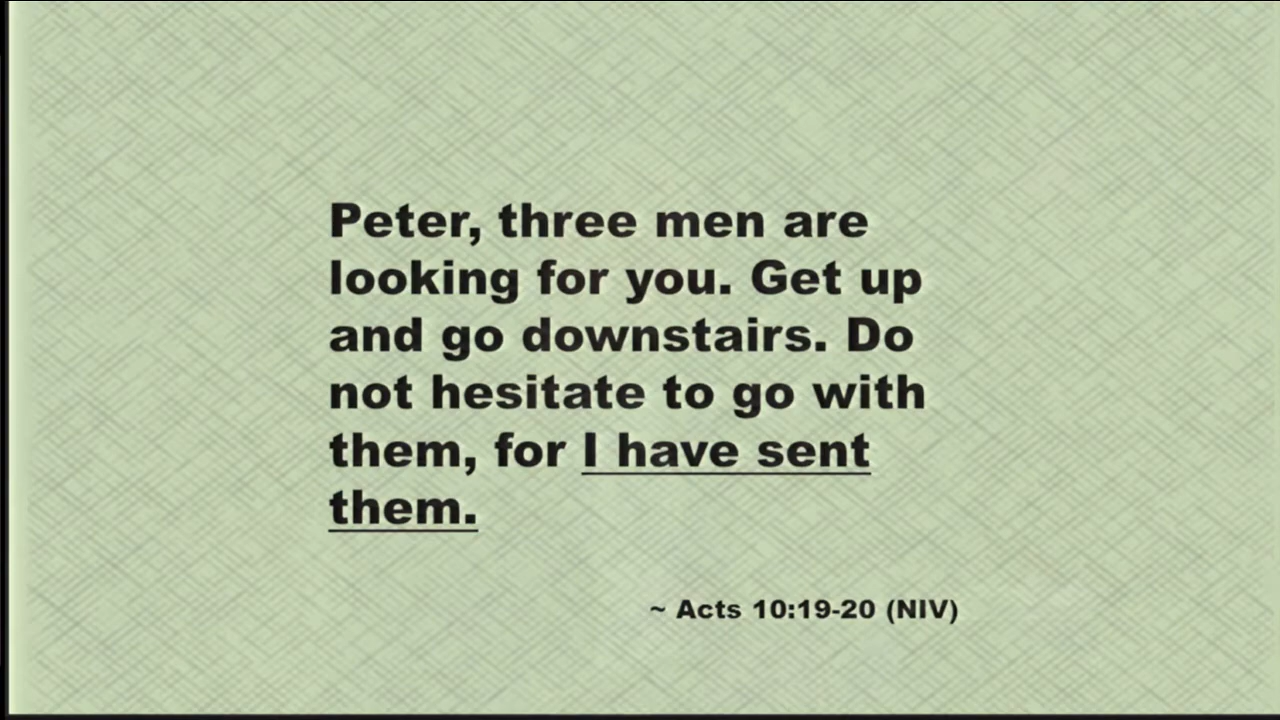 Peter, three men are
looking for you. Get up
and go downstairs. Do
not hesitate to go with
them, for I have sent
them.
~ Acts 10:19-20 (NIV)